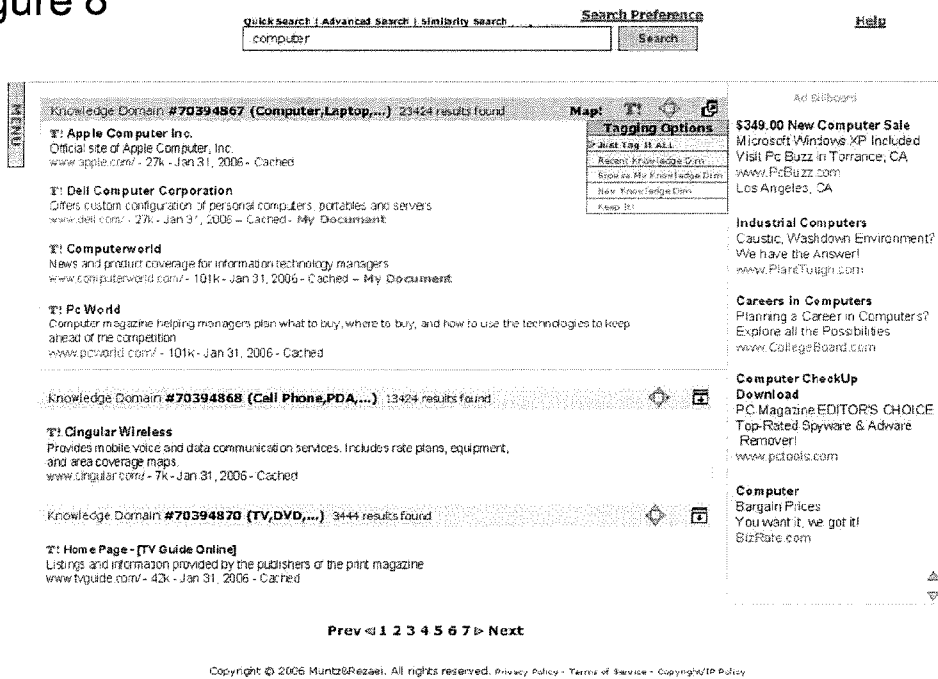 gure 8
Quick Search | Advanced Search | Similarity Search
Search Preference
Help
computer
Search
MENU
Knowledge Domain #70394867 (Computer,Laptop,...) 23424 results found
Map! T!
Tagging Options
Just Tag It ALL
Recent Knowledge Dim
Browse My Knowledge Dim
New Knowledge Dim
Keep It!
T! Apple Computer Inc.
Official site of Apple Computer, Inc.
www.apple.com/ - 27k - Jan 31, 2006 - Cached
T! Dell Computer Corporation
Offers custom configuration of personal computers, portables and servers
www.dell.com/ - 27k - Jan 31, 2006 - Cached - My Document
T! Computerworld
News and product coverage for information technology managers
www.computerworld.com/ - 101k - Jan 31, 2006 - Cached - My Document
T! Pc World
Computer magazine helping managers plan what to buy, where to buy, and how to use the technologies to keep
ahead of the competition
www.pcworld.com/ - 101k - Jan 31, 2006 - Cached
Knowledge Domain #70394868 (Cell Phone,PDA,...) 13424 results found
T! Cingular Wireless
Provides mobile voice and data communication services. Includes rate plans, equipment,
and area coverage maps.
www.cingular.com/ - 7k - Jan 31, 2006 - Cached
Knowledge Domain #70394870 (TV,DVD,...) 3444 results found
T! Home Page - [TV Guide Online]
Listings and information provided by the publishers of the print magazine
www.tvguide.com/ - 42k - Jan 31, 2006 - Cached
Ad Billboard
$349.00 New Computer Sale
Microsoft Windows XP Included
Visit Pc Buzz in Torrance, CA
www.PcBuzz.com
Los Angeles, CA
Industrial Computers
Caustic, Washdown Environment?
We have the Answer!
www.PlantTough.com
Careers in Computers
Planning a Career in Computers?
Explore all the Possibilities
www.CollegeBoard.com
Computer CheckUp
Download
PC Magazine EDITOR'S CHOICE
Top-Rated Spyware & Adware
Remover!
www.pctools.com
Computer
Bargain Prices
You want it, we got it!
BizRate.com
Prev 1 2 3 4 5 6 7 Next
Copyright © 2006 Muntz&Rezaei. All rights reserved. Privacy Policy - Terms of Service - Copyright/IP Policy